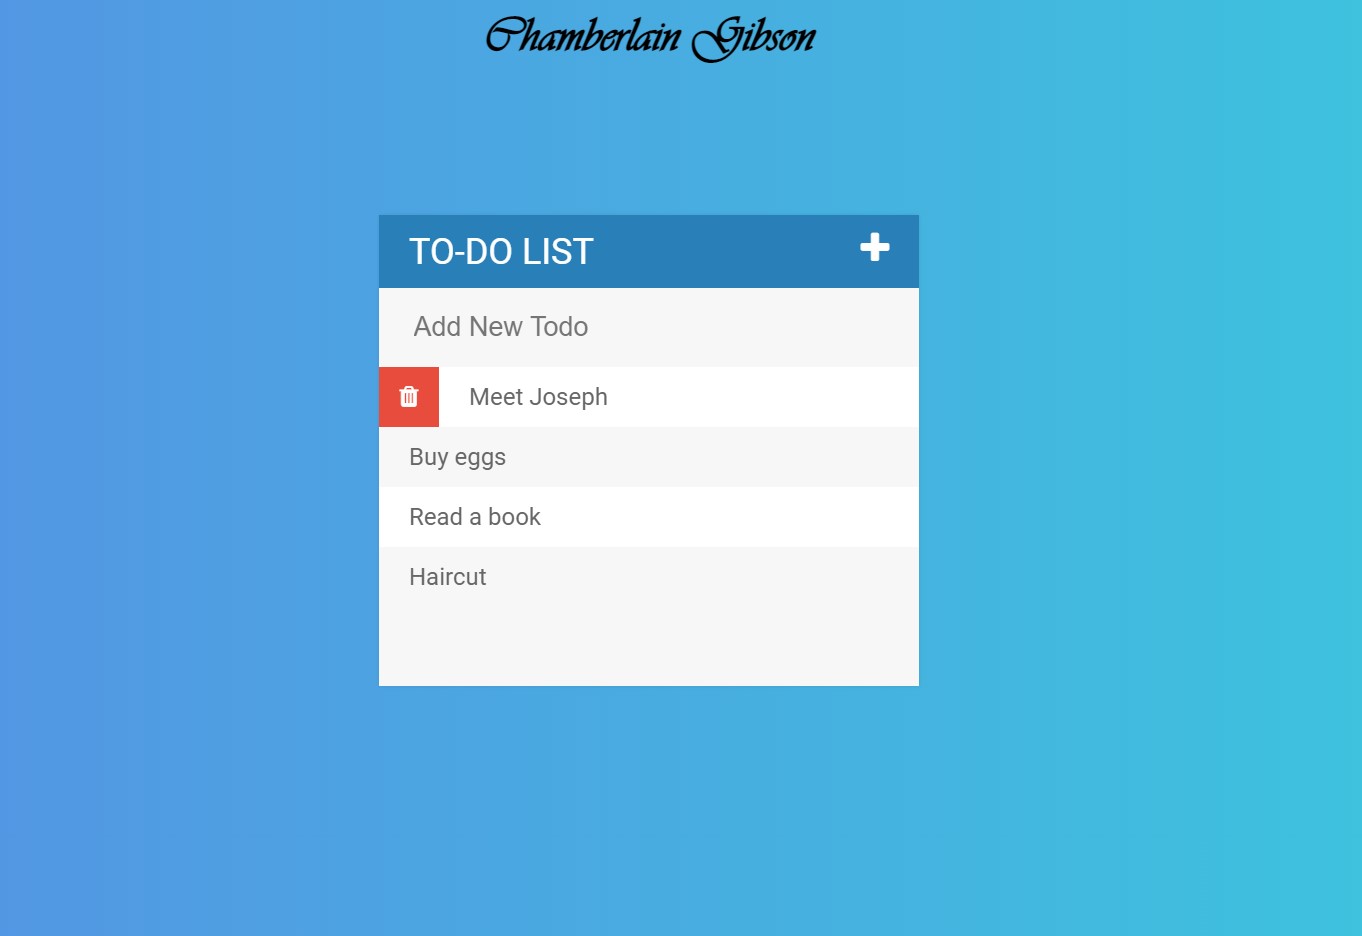 Chamberlain Gibson
TO-DO LIST
Add New Todo
Meet Joseph
Buy eggs
Read a book
Haircut